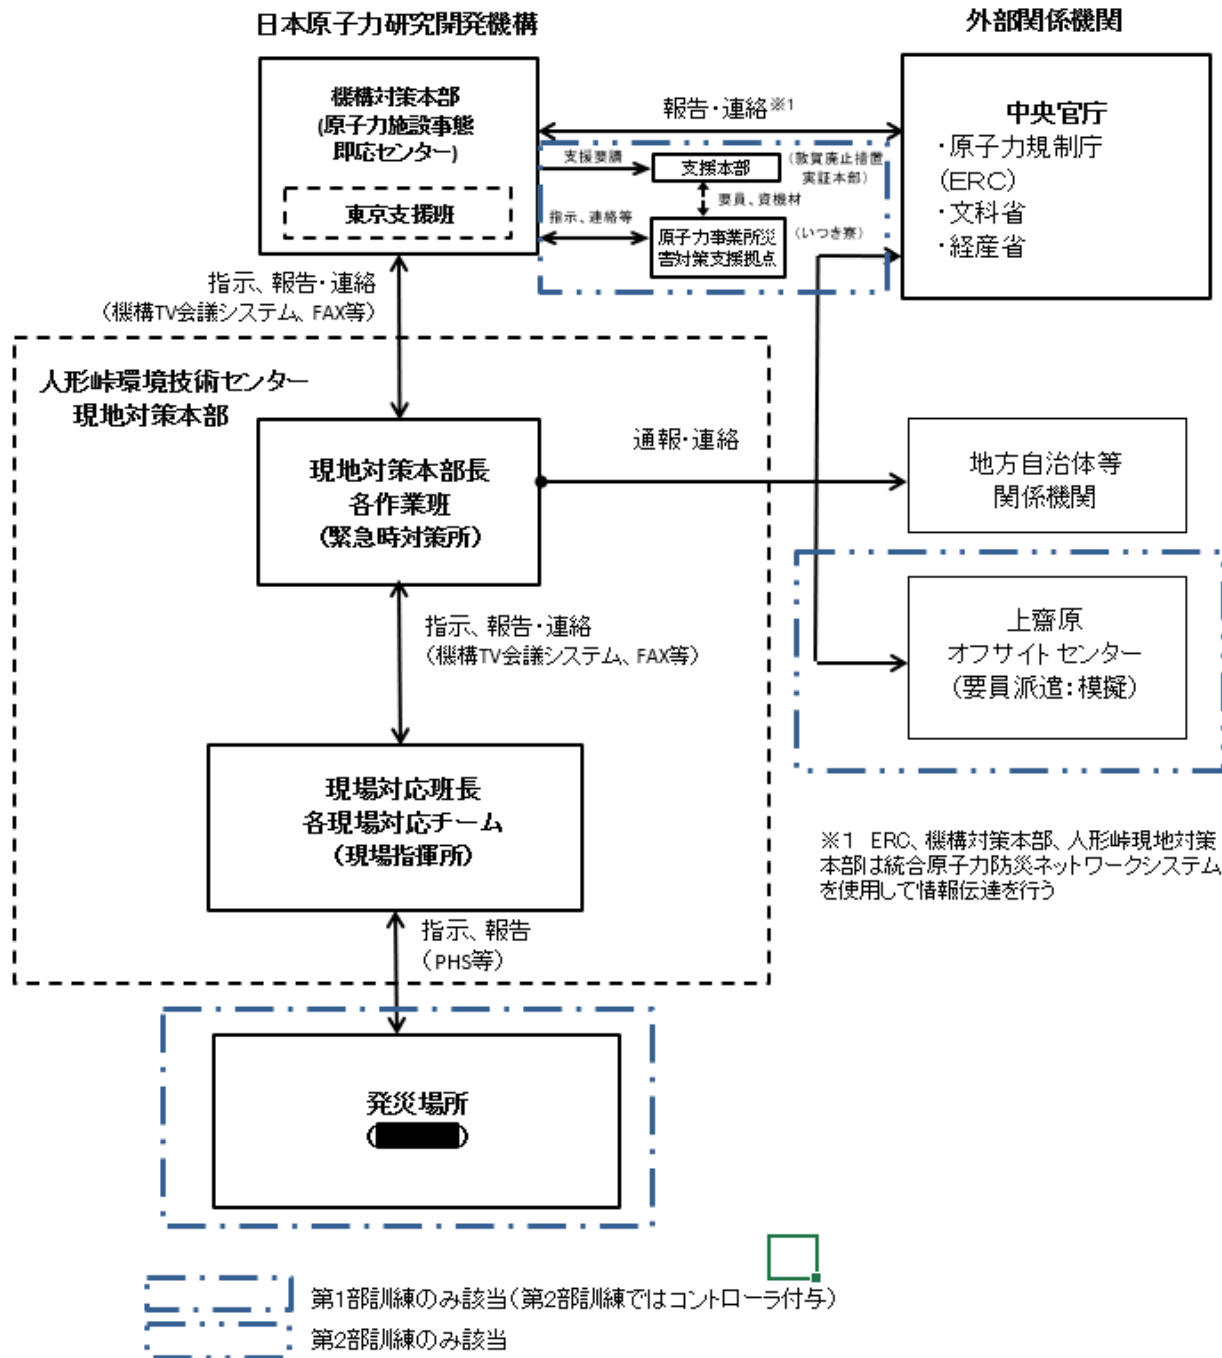 日本原子力研究開発機構
外部関係機関
機構対策本部
(原子力施設事態
即応センター)
東京支援班
報告・連絡※1
中央官庁
・原子力規制庁
(ERC)
・文科省
・経産省
支援要請
支援本部
(敦賀廃止措置
実証本部)
要員、資機材
指示、連絡等
原子力事業所災
害対策支援拠点
(いつき寮)
指示、報告・連絡
(機構TV会議システム、FAX等)
人形峠環境技術センター
現地対策本部
現地対策本部長
各作業班
(緊急時対策所)
通報・連絡
地方自治体等
関係機関
指示、報告・連絡
(機構TV会議システム、FAX等)
上齋原
オフサイトセンター
(要員派遣:模擬)
現場対応班長
各現場対応チーム
(現場指揮所)
※1 ERC、機構対策本部、人形峠現地対策
本部は統合原子力防災ネットワークシステム
を使用して情報伝達を行う
指示、報告
(PHS等)
発災場所
( )
第1部訓練のみ該当(第2部訓練ではコントローラ付与)
第2部訓練のみ該当